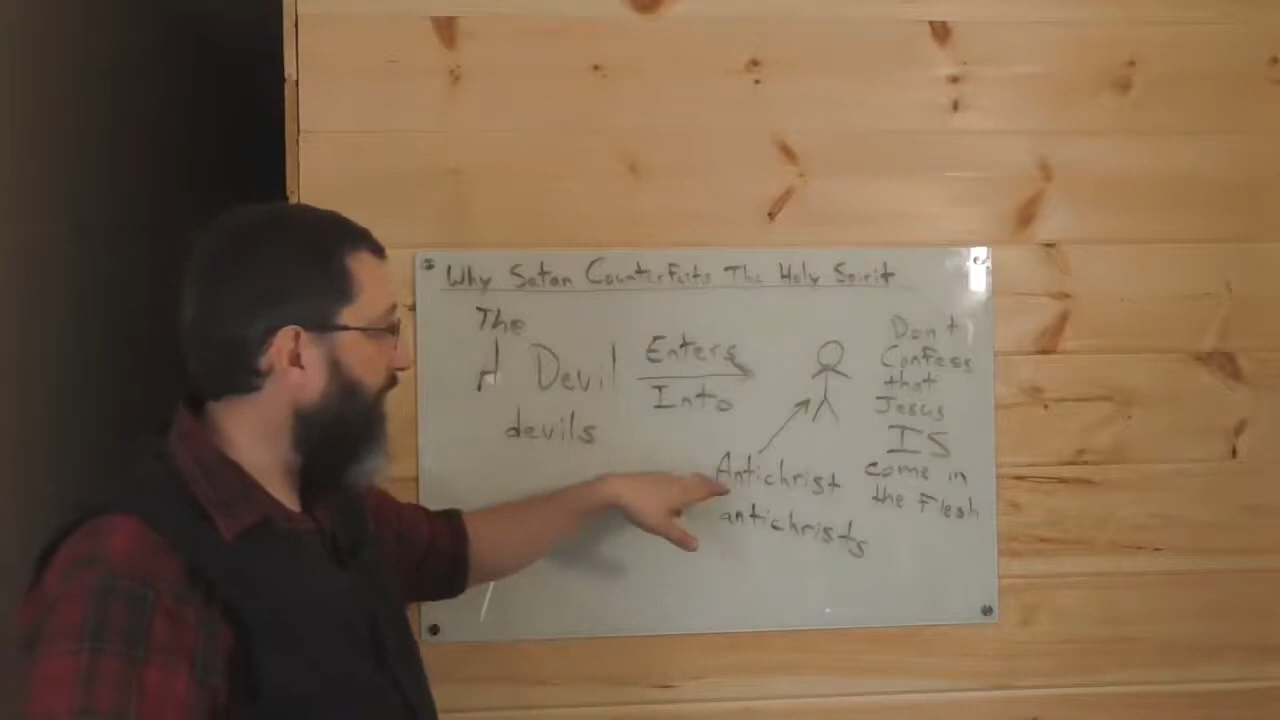 Why Satan Counterfeits The Holy Spirit
The
Devil
devils
Enters
Into
Antichrist
antichrists
Don't
Confess
that
Jesus
IS
come in
the Flesh